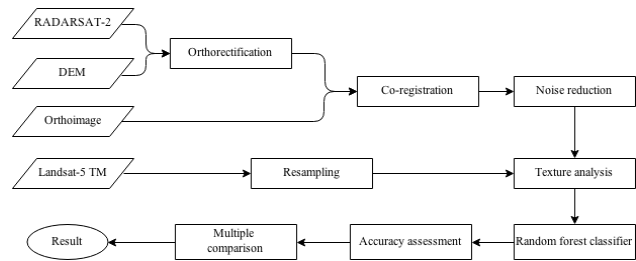 RADARSAT-2
Orthorectification
DEM
Co-registration
Noise reduction
Orthoimage
Landsat-5 TM
Resampling
Texture analysis
Result
Multiple
comparison
Accuracy assessment
Random forest classifier